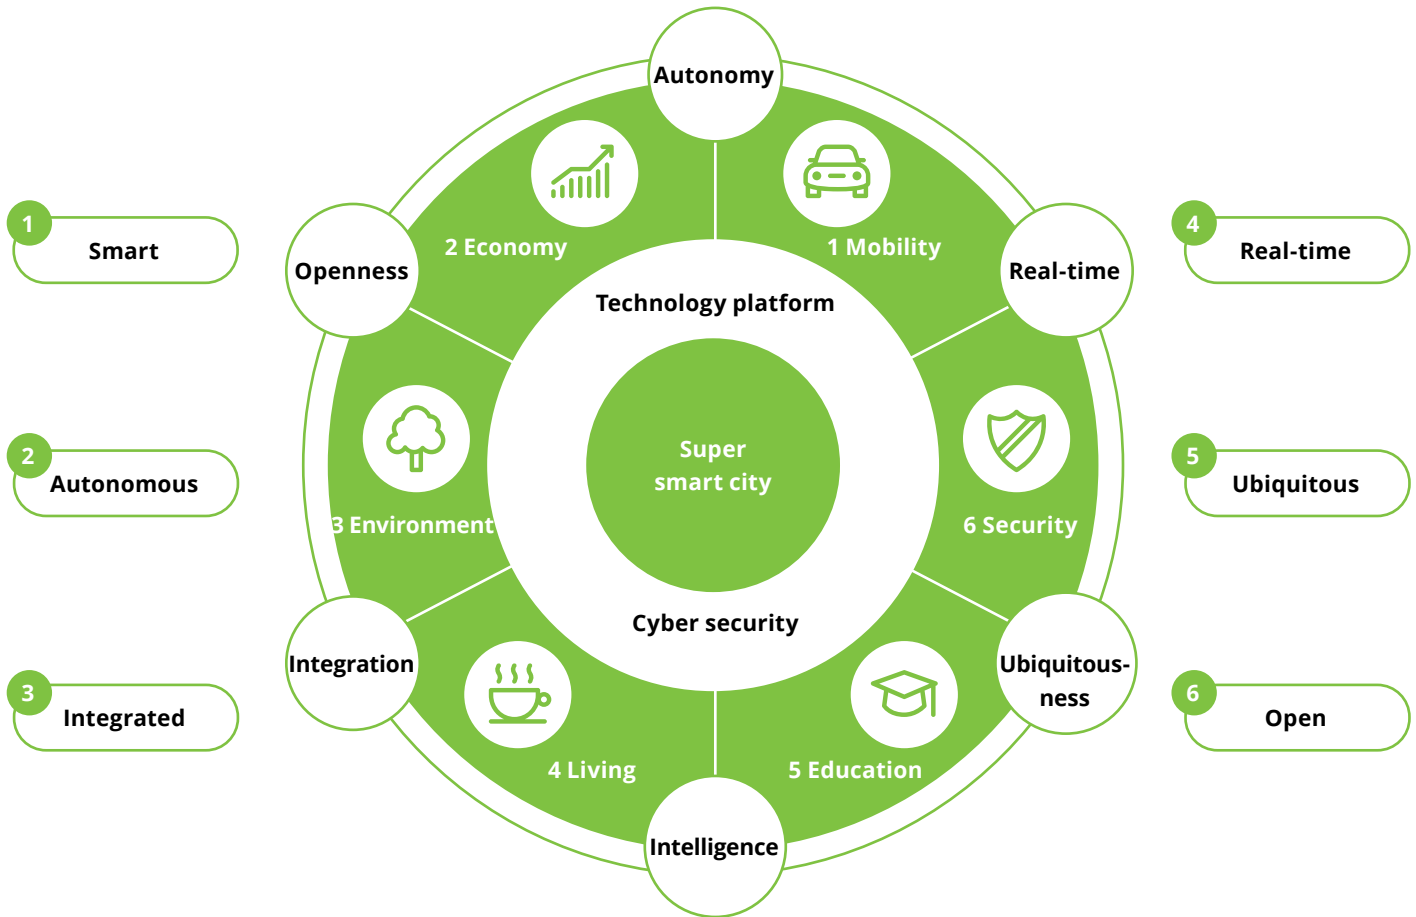 1
Smart
2
Autonomous
3
Integrated
Autonomy
Openness
Real-time
2 Economy
1 Mobility
3 Environment
6 Security
4 Living
5 Education
Technology platform
Super
smart city
Cyber security
Integration
Ubiquitous-
ness
Intelligence
4
Real-time
5
Ubiquitous
6
Open